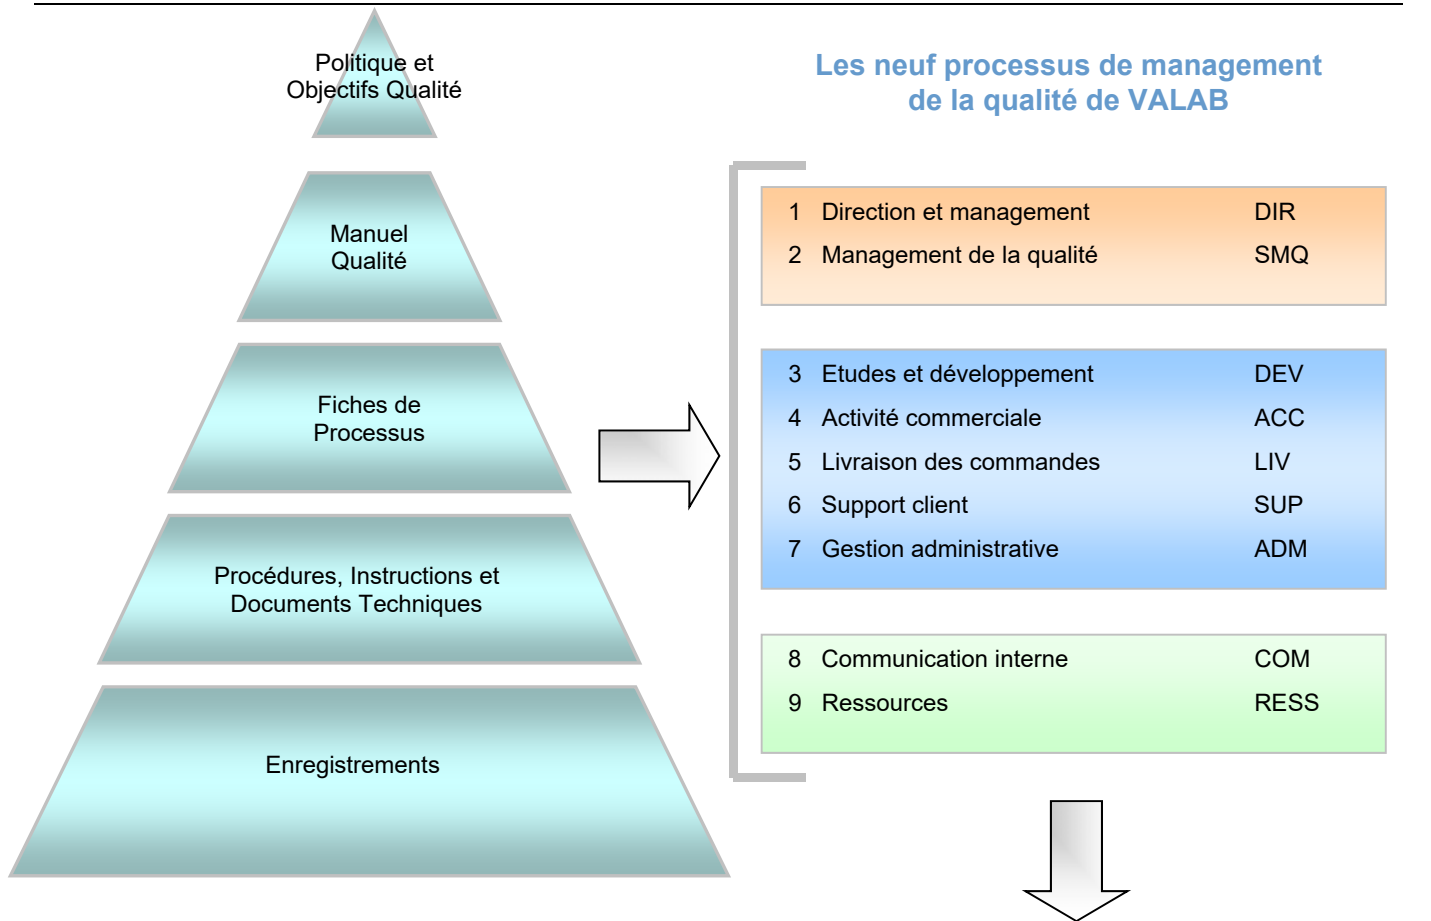 Politique et
Objectifs Qualité
Manuel
Qualité
Fiches de
Processus
Procédures, Instructions et
Documents Techniques
Enregistrements
Les neuf processus de management
de la qualité de VALAB
1 Direction et management DIR
2 Management de la qualité SMQ
3 Etudes et développement DEV
4 Activité commerciale ACC
5 Livraison des commandes LIV
6 Support client SUP
7 Gestion administrative ADM
8 Communication interne COM
9 Ressources RESS